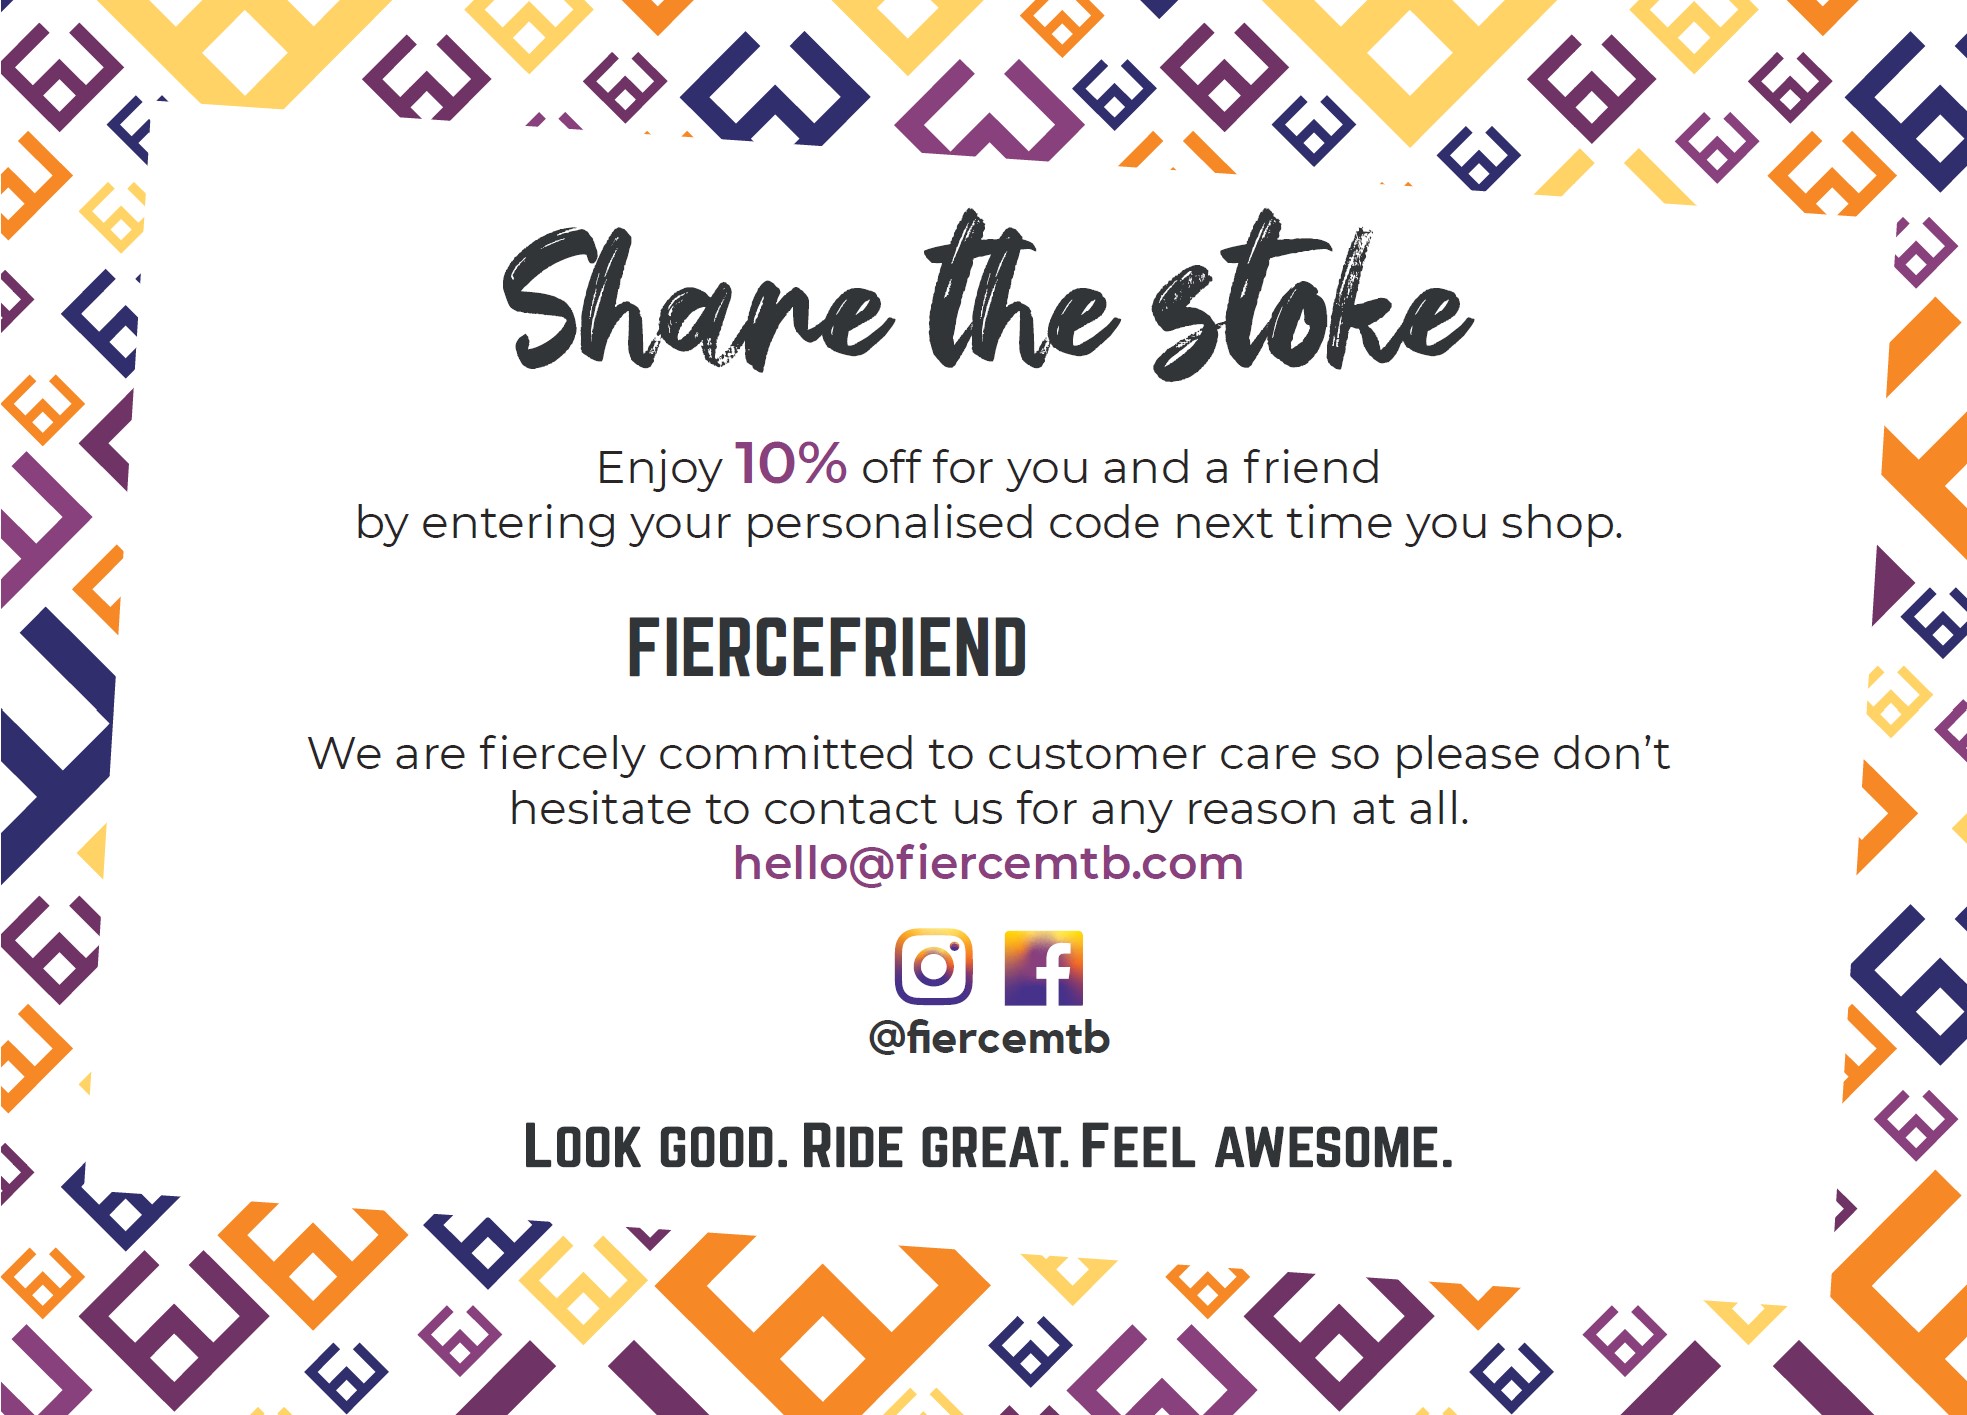 Share the stoke
Enjoy 10% off for you and a friend
by entering your personalised code next time you shop.
FIERCEFRIEND
We are fiercely committed to customer care so please don’t
hesitate to contact us for any reason at all.
hello@fiercemtb.com
@fiercemtb
LOOK GOOD. RIDE GREAT. FEEL AWESOME.